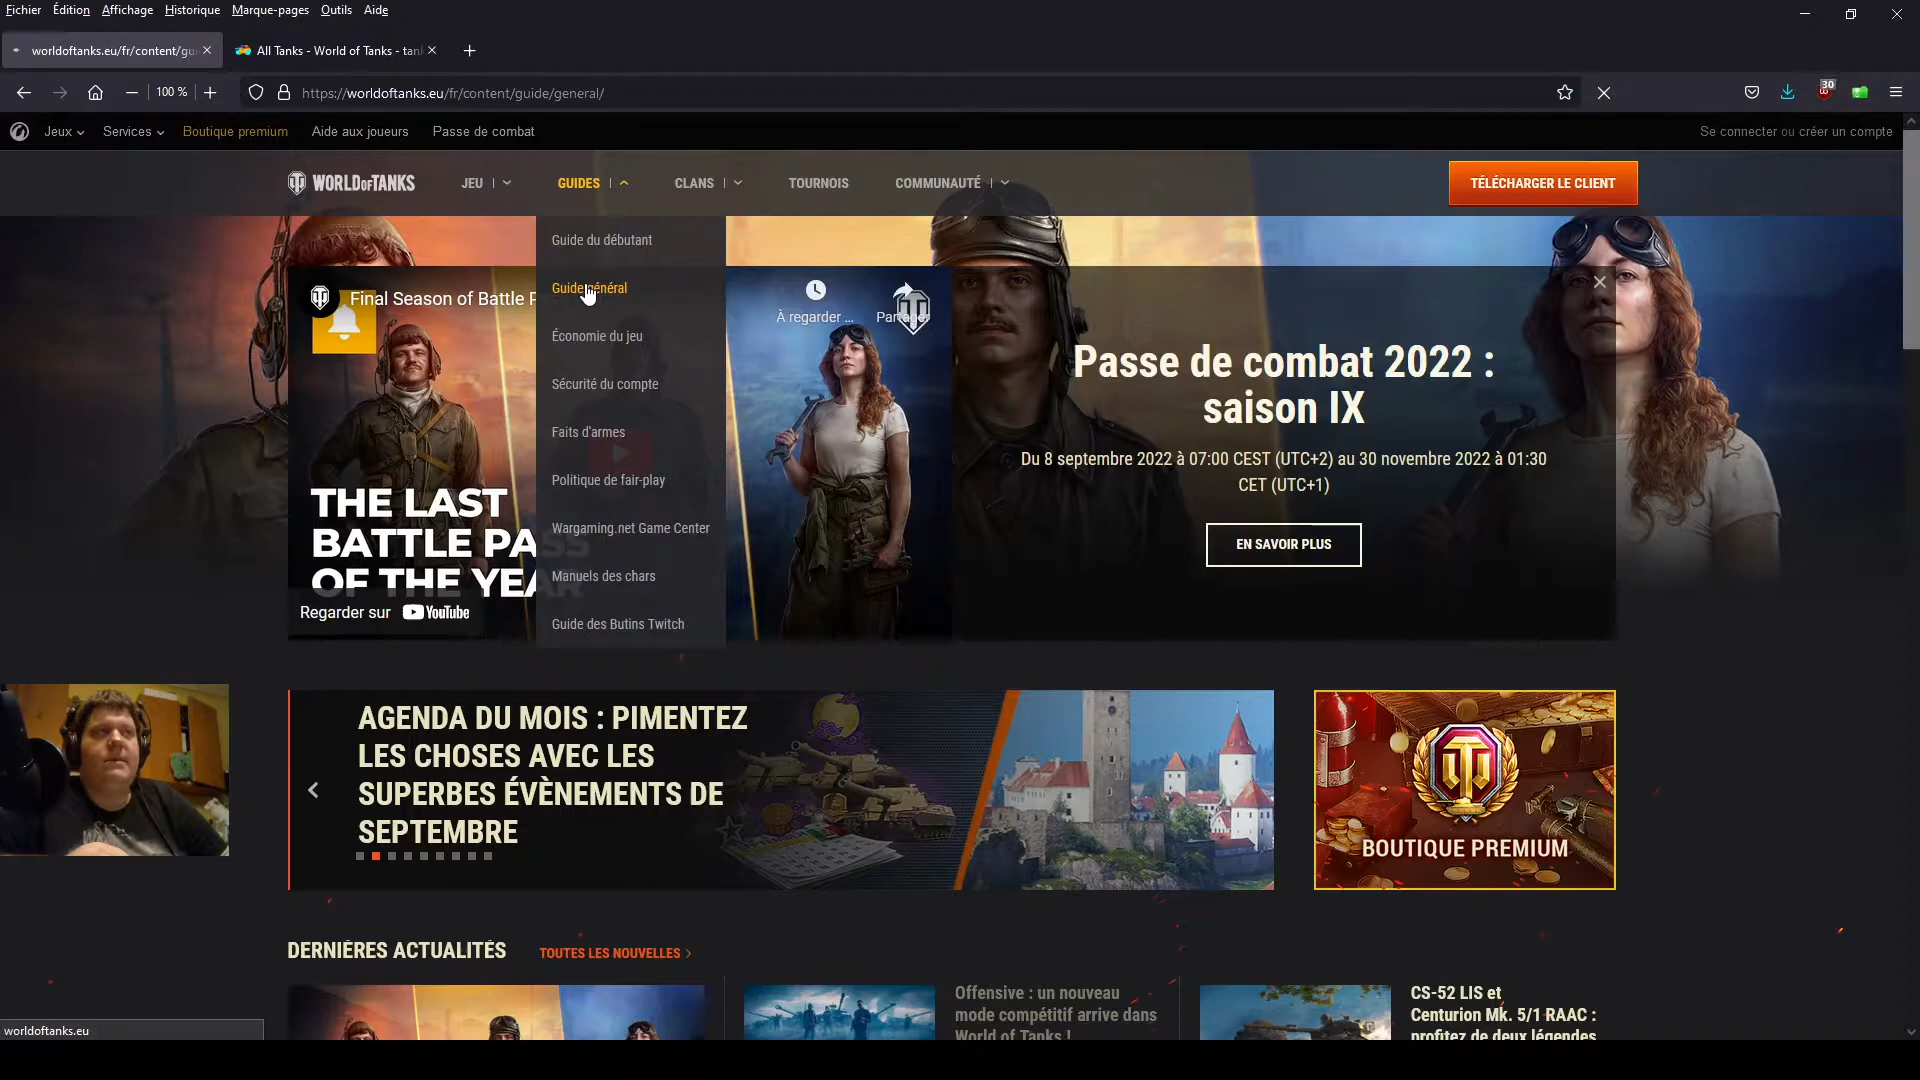 Fichier Édition Affichage Historique Marque-pages Outils Aide
worldoftanks.eu/fr/content/gui
All Tanks - World of Tanks - tank
100 %
https://worldoftanks.eu/fr/content/guide/general/
30
Jeux Services Boutique premium Aide aux joueurs Passe de combat
Se connecter ou créer un compte
WORLD OF TANKS
JEU GUIDES CLANS TOURNOIS COMMUNAUTÉ
TÉLÉCHARGER LE CLIENT
Guide du débutant
Guide général
Économie du jeu
Sécurité du compte
Faits d'armes
Politique de fair-play
Wargaming.net Game Center
Manuels des chars
Guide des Butins Twitch
Final Season of Battle P
À regarder ...
Partager
THE LAST
BATTLE PASS
OF THE YEAR
Regarder sur YouTube
Passe de combat 2022 :
saison IX
Du 8 septembre 2022 à 07:00 CEST (UTC+2) au 30 novembre 2022 à 01:30
CET (UTC+1)
EN SAVOIR PLUS
AGENDA DU MOIS : PIMENTEZ
LES CHOSES AVEC LES
SUPERBES ÉVÈNEMENTS DE
SEPTEMBRE
BOUTIQUE PREMIUM
DERNIÈRES ACTUALITÉS
TOUTES LES NOUVELLES
Offensive : un nouveau
mode compétitif arrive dans
World of Tanks !
CS-52 LIS et
Centurion Mk. 5/1 RAAC :
profitez de deux légendes
worldoftanks.eu